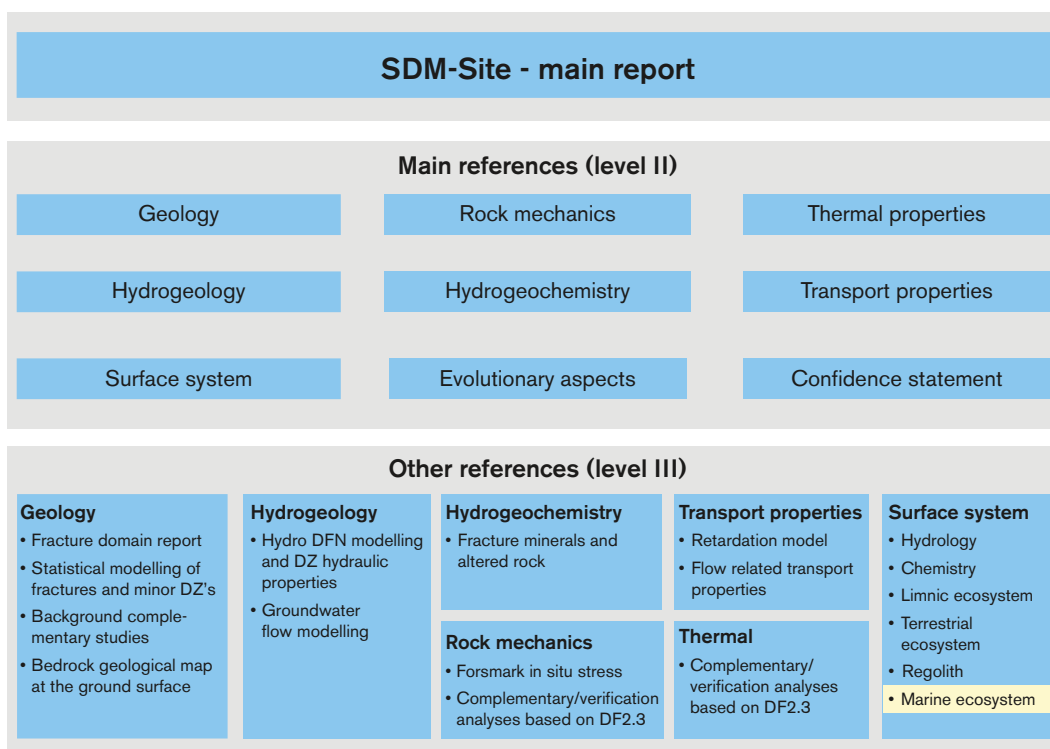 SDM-Site - main report
Main references (level II)
Geology
Rock mechanics
Thermal properties
Hydrogeology
Hydrogeochemistry
Transport properties
Surface system
Evolutionary aspects
Confidence statement
Other references (level III)
Geology
• Fracture domain report
• Statistical modelling of
fractures and minor DZ's
• Background comple-
mentary studies
• Bedrock geological map
at the ground surface
Hydrogeology
• Hydro DFN modelling
and DZ hydraulic
properties
• Groundwater
flow modelling
Hydrogeochemistry
• Fracture minerals and
altered rock
Rock mechanics
• Forsmark in situ stress
• Complementary/verification
analyses based on DF2.3
Transport properties
• Retardation model
• Flow related transport
properties
Thermal
• Complementary/
verification analyses
based on DF2.3
Surface system
• Hydrology
• Chemistry
• Limnic ecosystem
• Terrestrial
ecosystem
• Regolith
• Marine ecosystem